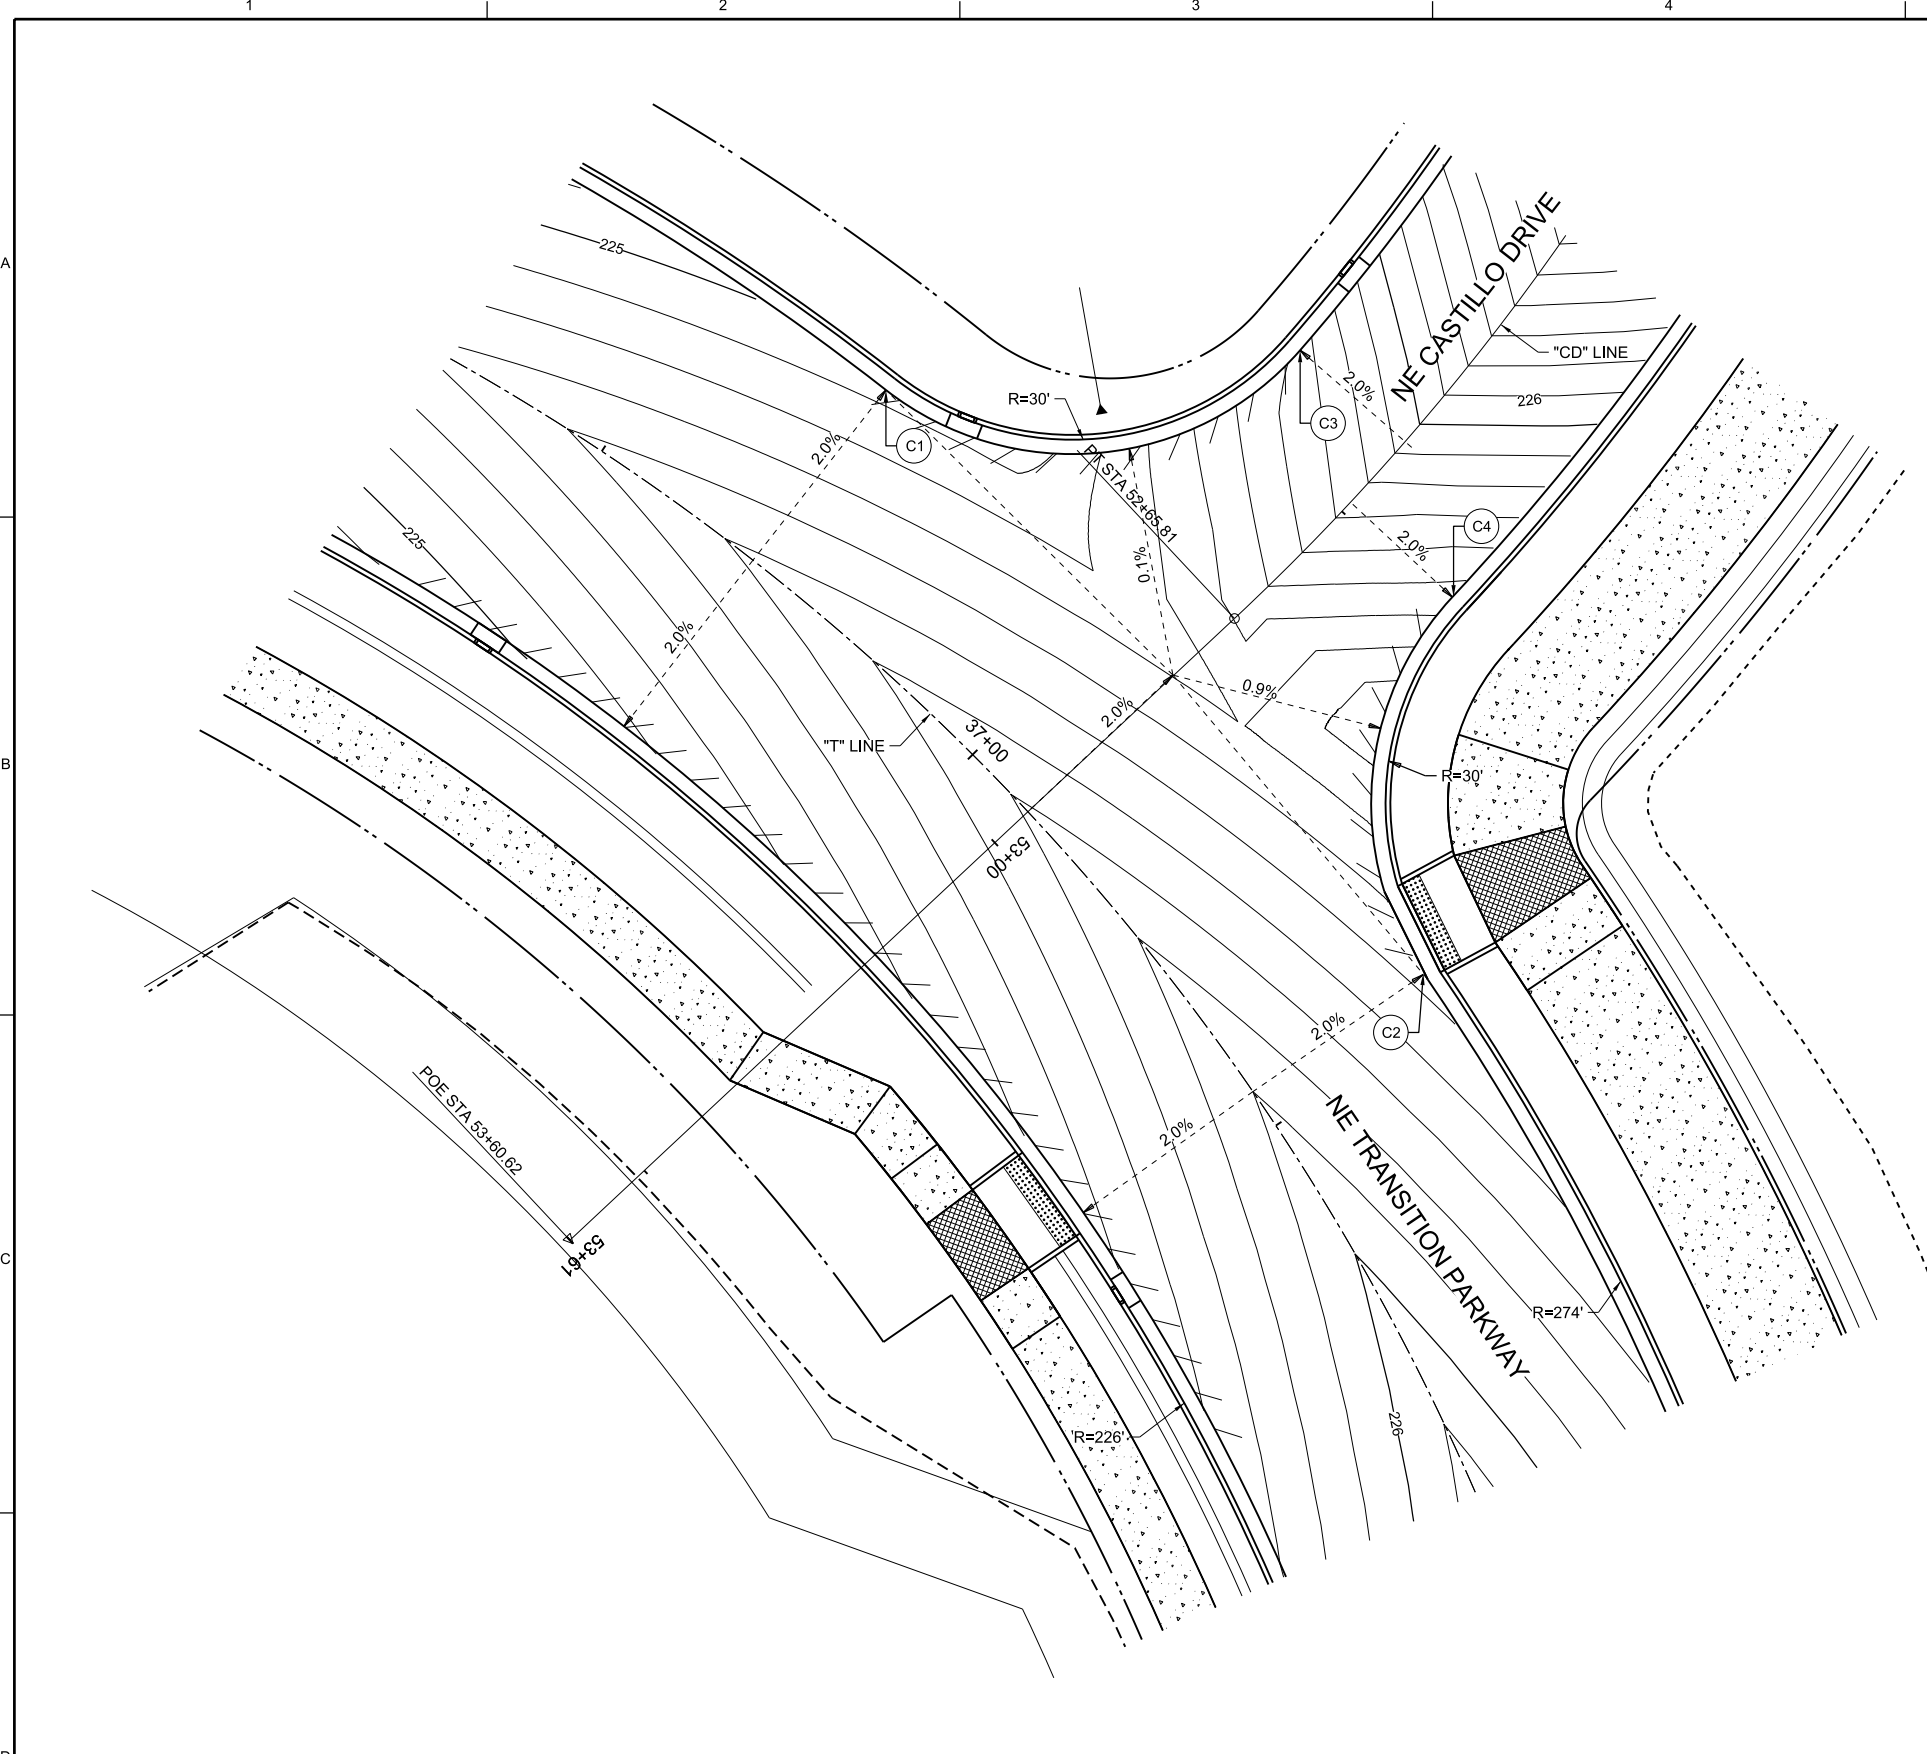 1
2
3
4
A
B
C
NE CASTILLO DRIVE
225
"CD" LINE
2.0%
R=30'
226
C3
C1
2.0%
PT STA 52+65.81
C4
225
2.0%
0.1%
2.0%
0.9%
2.0%
"T" LINE
37+00
R=30'
53+00
2.0%
C2
POE STA 53+60.62
2.0%
NE TRANSITION PARKWAY
53+61
R=274'
226
R=226'